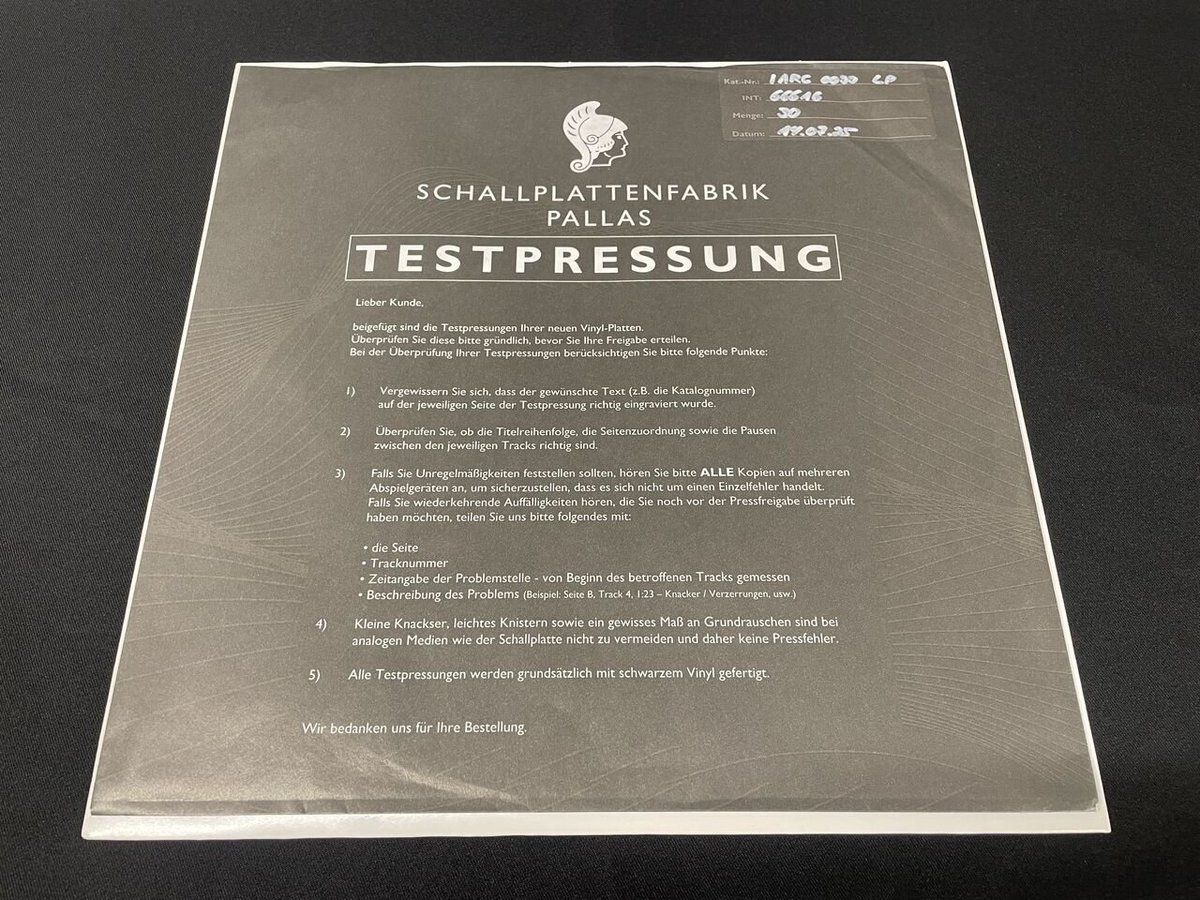 Kat.-Nr.: IARC 0090 LP
INT: 66616
Menge: 30
Datum:
SCHALLPLATTENFABRIK
PALLAS
TESTPRESSUNG
Lieber Kunde,
beigefügt sind die Testpressungen Ihrer neuen Vinyl-Platten.
Überprüfen Sie diese bitte gründlich, bevor Sie Ihre Freigabe erteilen.
Bei der Überprüfung Ihrer Testpressungen berücksichtigen Sie bitte folgende Punkte:
1) Vergewissern Sie sich, dass der gewünschte Text (z.B. die Katalognummer)
auf der jeweiligen Seite der Testpressung richtig eingraviert wurde.
2) Überprüfen Sie, ob die Titelreihenfolge, die Seitenzuordnung sowie die Pausen
zwischen den jeweiligen Tracks richtig sind.
3) Falls Sie Unregelmäßigkeiten feststellen sollten, hören Sie bitte ALLE Kopien auf mehreren
Abspielgeräten an, um sicherzustellen, dass es sich nicht um einen Einzelfehler handelt.
Falls Sie wiederkehrende Auffälligkeiten hören, die Sie noch vor der Pressfreigabe überprüft
haben möchten, teilen Sie uns bitte folgendes mit:
• die Seite
• Tracknummer
• Zeitangabe der Problemstelle - von Beginn des betroffenen Tracks gemessen
• Beschreibung des Problems (Beispiel: Seite B, Track 4, 1:23 – Knacker / Verzerrungen, usw.)
4) Kleine Knackser, leichtes Knistern sowie ein gewisses Maß an Grundrauschen sind bei
analogen Medien wie der Schallplatte nicht zu vermeiden und daher keine Pressfehler.
5) Alle Testpressungen werden grundsätzlich mit schwarzem Vinyl gefertigt.
Wir bedanken uns für Ihre Bestellung.